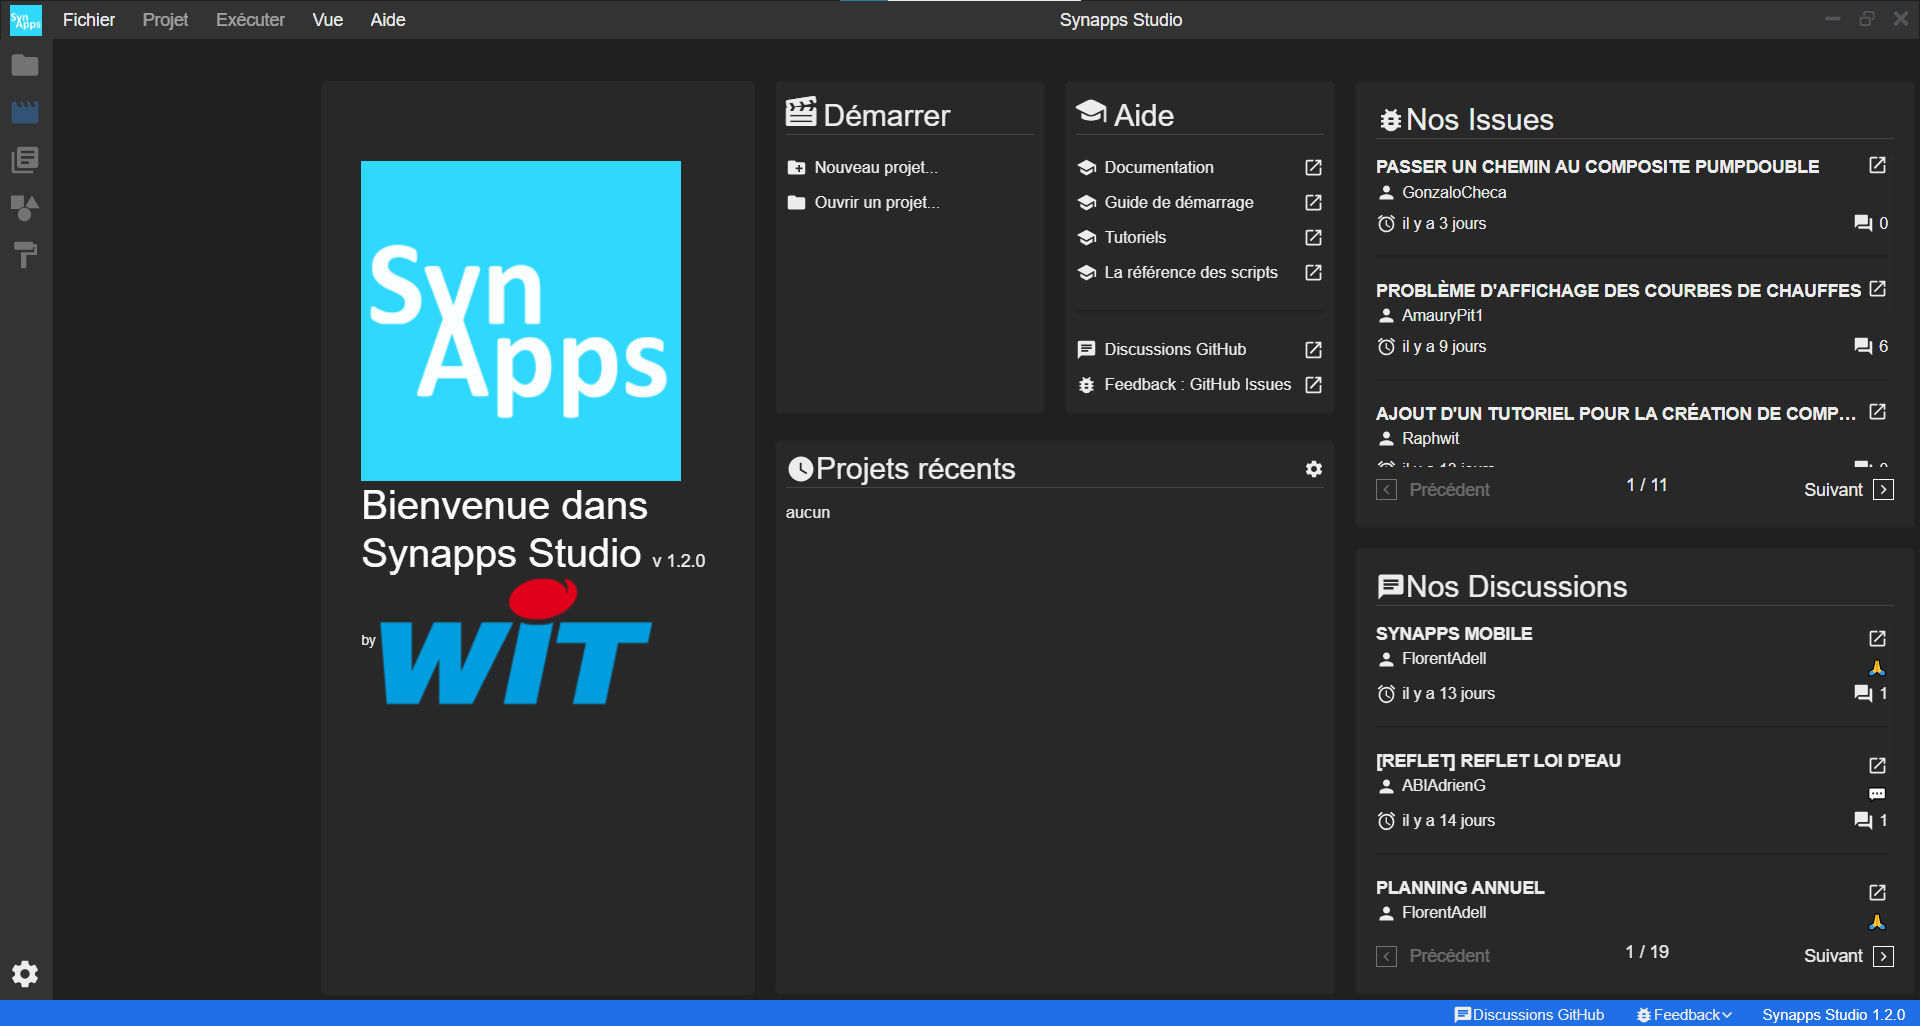 Syn
Apps
Fichier
Projet
Exécuter
Vue
Aide
Synapps Studio
Syn
Apps
Bienvenue dans
Synapps Studio v 1.2.0
by WiT
Démarrer
Nouveau projet...
Ouvrir un projet...
Aide
Documentation
Guide de démarrage
Tutoriels
La référence des scripts
Discussions GitHub
Feedback : GitHub Issues
Projets récents
aucun
Nos Issues
PASSER UN CHEMIN AU COMPOSITE PUMPDOUBLE
GonzaloCheca
il y a 3 jours
0
PROBLÈME D'AFFICHAGE DES COURBES DE CHAUFFES
AmauryPit1
il y a 9 jours
6
AJOUT D'UN TUTORIEL POUR LA CRÉATION DE COMP...
Raphwit
Précédent
1 / 11
Suivant
Nos Discussions
SYNAPPS MOBILE
FlorentAdell
il y a 13 jours
1
[REFLET] REFLET LOI D'EAU
ABIAdrienG
il y a 14 jours
1
PLANNING ANNUEL
FlorentAdell
Précédent
1 / 19
Suivant
Discussions GitHub
Feedback
Synapps Studio 1.2.0